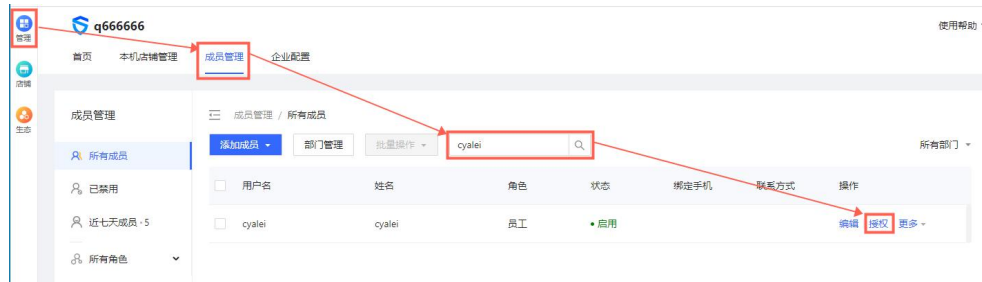 管理
q666666
使用帮助
首页 本机店铺管理 成员管理 企业配置
店铺
生态
成员管理
成员管理 / 所有成员
添加成员 部门管理 批量操作 cyalei 所有部门
所有成员
用户名 姓名 角色 状态 绑定手机 联系方式 操作
已禁用
近七天成员 · 5
cyalei cyalei 员工 • 启用 编辑 授权 更多
所有角色